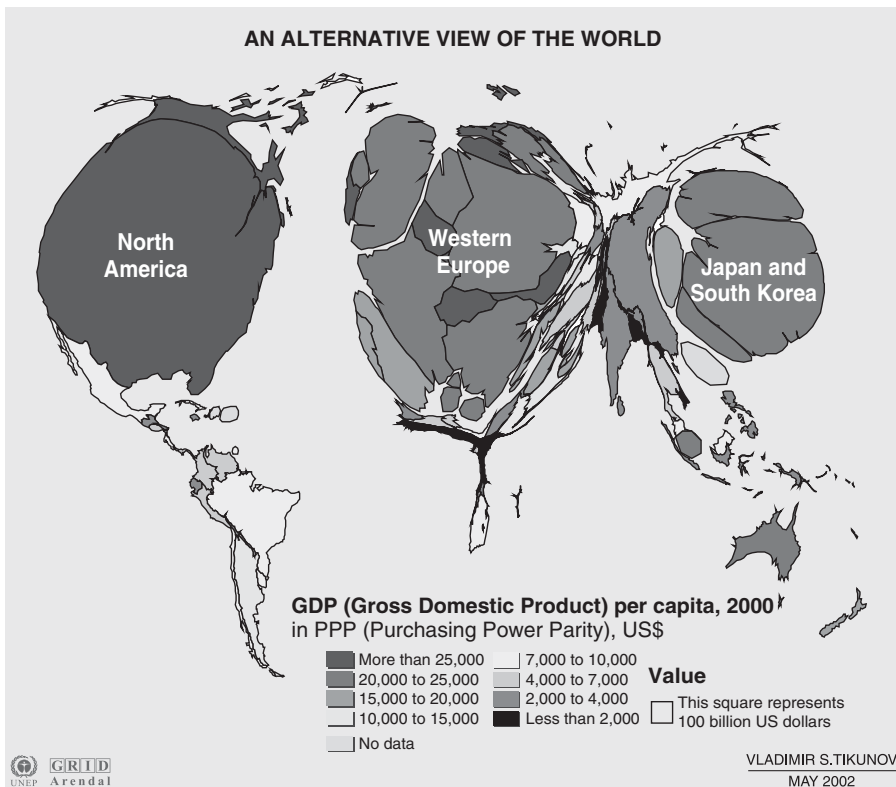 AN ALTERNATIVE VIEW OF THE WORLD
North
America
Western
Europe
Japan and
South Korea
GDP (Gross Domestic Product) per capita, 2000
in PPP (Purchasing Power Parity), US$
More than 25,000
20,000 to 25,000
15,000 to 20,000
10,000 to 15,000
No data
7,000 to 10,000
4,000 to 7,000
2,000 to 4,000
Less than 2,000
Value
This square represents
100 billion US dollars
UNEP
GRID
Arendal
VLADIMIR S.TIKUNOV
MAY 2002